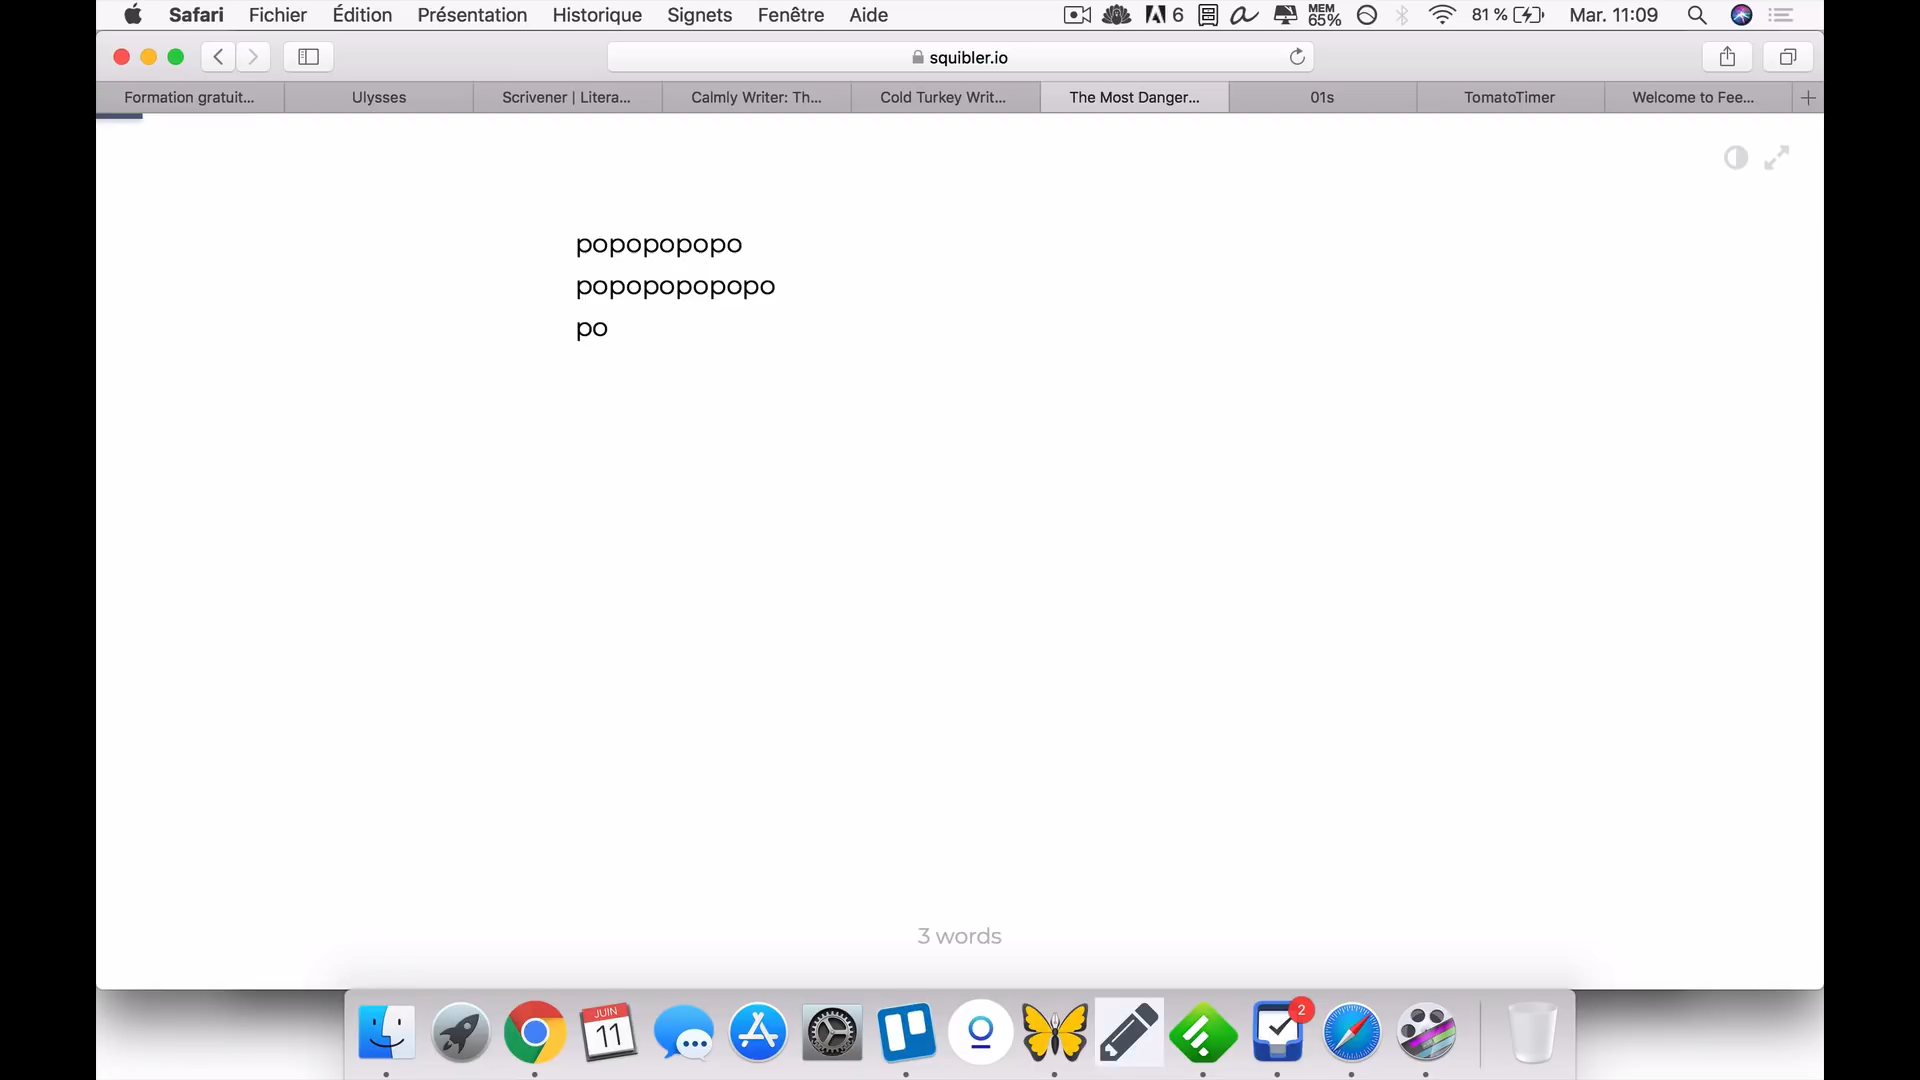 Safari Fichier Édition Présentation Historique Signets Fenêtre Aide 6 MEM 65% 81 % Mar. 11:09
squibler.io
Formation gratuit... Ulysses Scrivener | Litera... Calmly Writer: Th... Cold Turkey Writ... The Most Danger... 01s TomatoTimer Welcome to Fee...
popopopopo
popopopopopo
po
3 words
JUIN
11
2